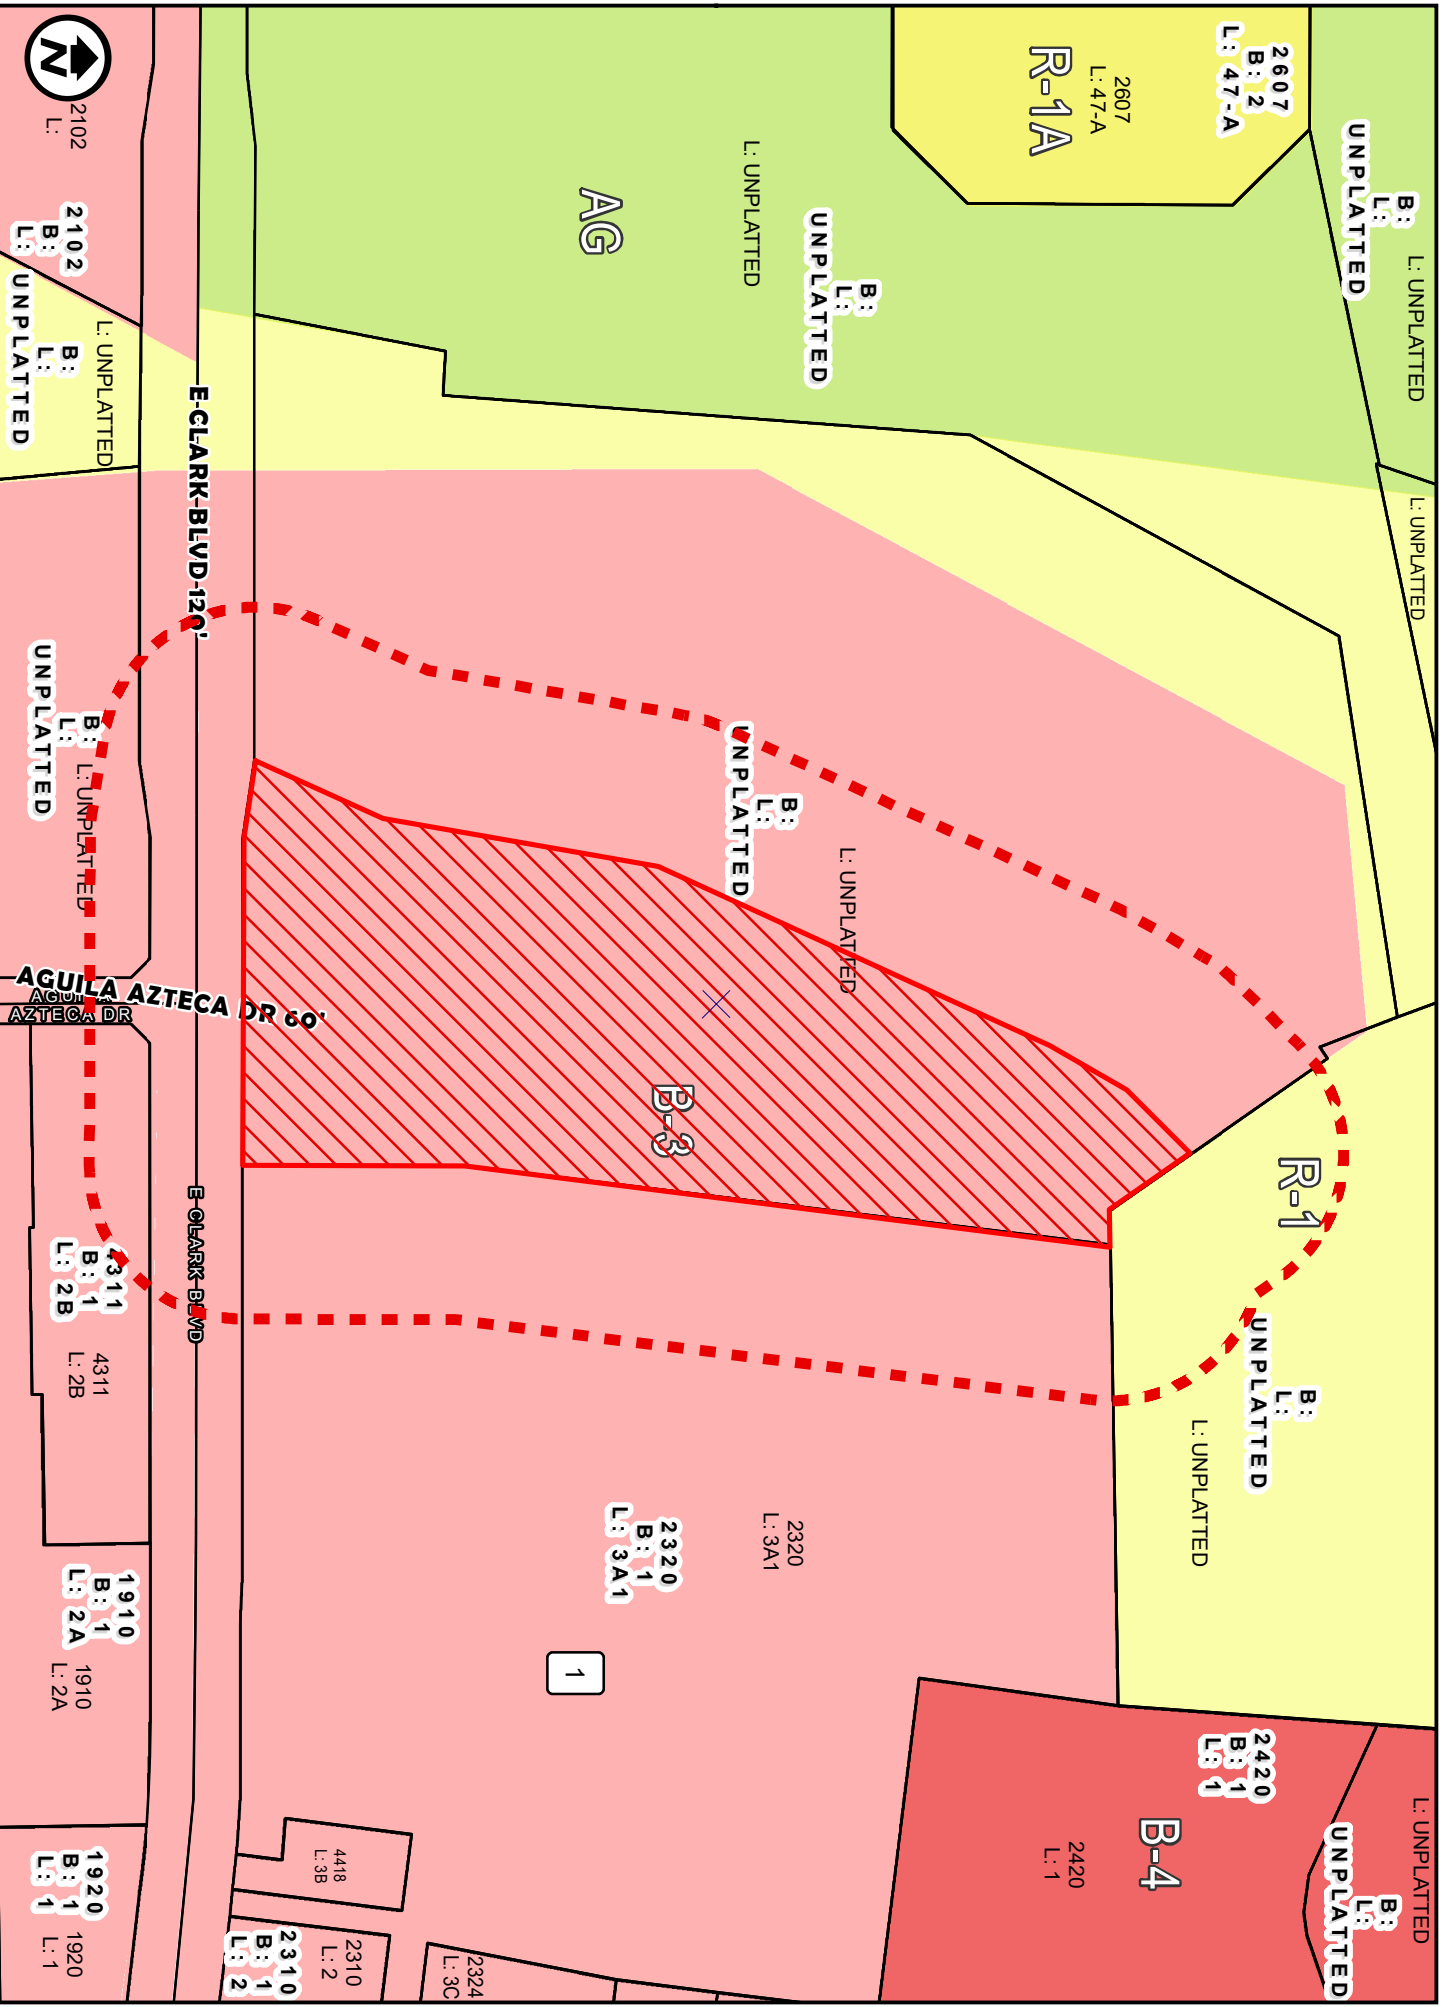 N
2102
L:
2102
B:
L:
UNPLATTED
B:
L:
L: UNPLATTED
E CLARK BLVD 120'
AG
L: UNPLATTED
UNPLATTED
B:
L:
R-1A
2607
L: 47-A
2607
B: 2
L: 47-A
UNPLATTED
B:
L:
L: UNPLATTED
L: UNPLATTED
UNPLATTED
B:
L:
L: UNPLATTED
UNPLATTED
B:
L:
L: UNPLATTED
AGUILA AZTECA DR 60'
AGUILA
AZTECA DR
B-3
R-1
UNPLATTED
B:
L:
L: UNPLATTED
E CLARK BLVD
4311
B: 1
L: 2B
4311
L: 2B
2320
B: 1
L: 3A1
2320
L: 3A1
1
1910
B: 1
L: 2A
1910
L: 2A
2420
B: 1
L: 1
B-4
2420
L: 1
L: UNPLATTED
UNPLATTED
B:
L:
4418
L: 3B
1920
B: 1
L: 1
1920
L: 1
2310
B: 1
L: 2
2310
L: 2
2324
L: 3C